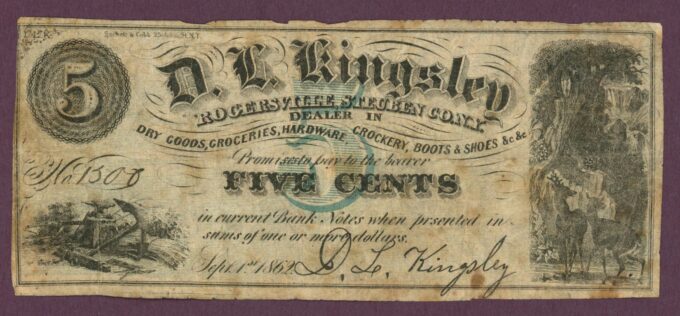 5
D. L. Kingsley
ROGERSVILLE, STEUBEN CO. N.Y.
DEALER IN
DRY GOODS, GROCERIES, HARDWARE CROCKERY, BOOTS & SHOES &c &c
Promises to pay to the bearer
5
FIVE CENTS
No 1500
in current Bank Notes when prsented in
sums of one or more dollars.
Sept. 1st 1862
D. L. Kingsley